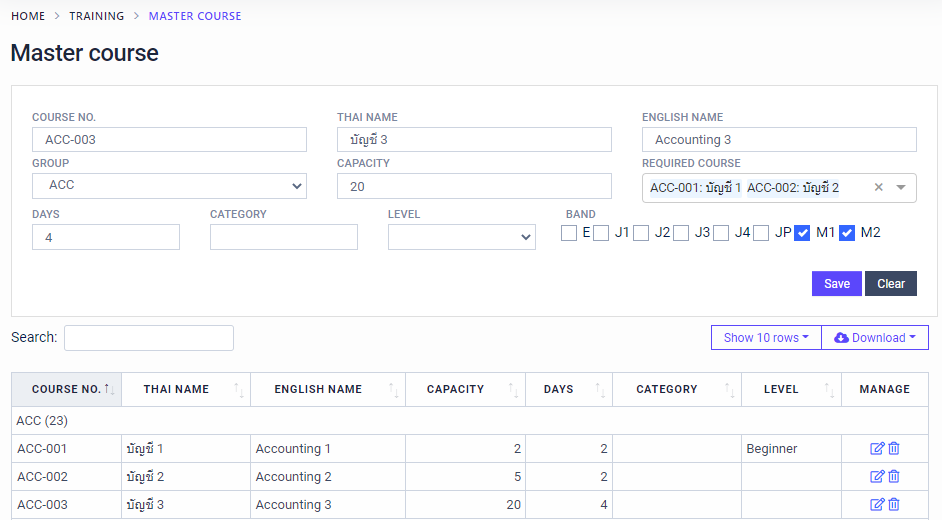 HOME > TRAINING > MASTER COURSE
Master course
COURSE NO. THAI NAME ENGLISH NAME
ACC-003 บัญชี 3 Accounting 3
GROUP CAPACITY REQUIRED COURSE
ACC 20 ACC-001: บัญชี 1 ACC-002: บัญชี 2 ×
DAYS CATEGORY LEVEL BAND
4 E J1 J2 J3 J4 JP M1 M2
Save Clear
Search: Show 10 rows Download
COURSE NO. THAI NAME ENGLISH NAME CAPACITY DAYS CATEGORY LEVEL MANAGE
ACC (23)
ACC-001 บัญชี 1 Accounting 1 2 2 Beginner
ACC-002 บัญชี 2 Accounting 2 5 2
ACC-003 บัญชี 3 Accounting 3 20 4